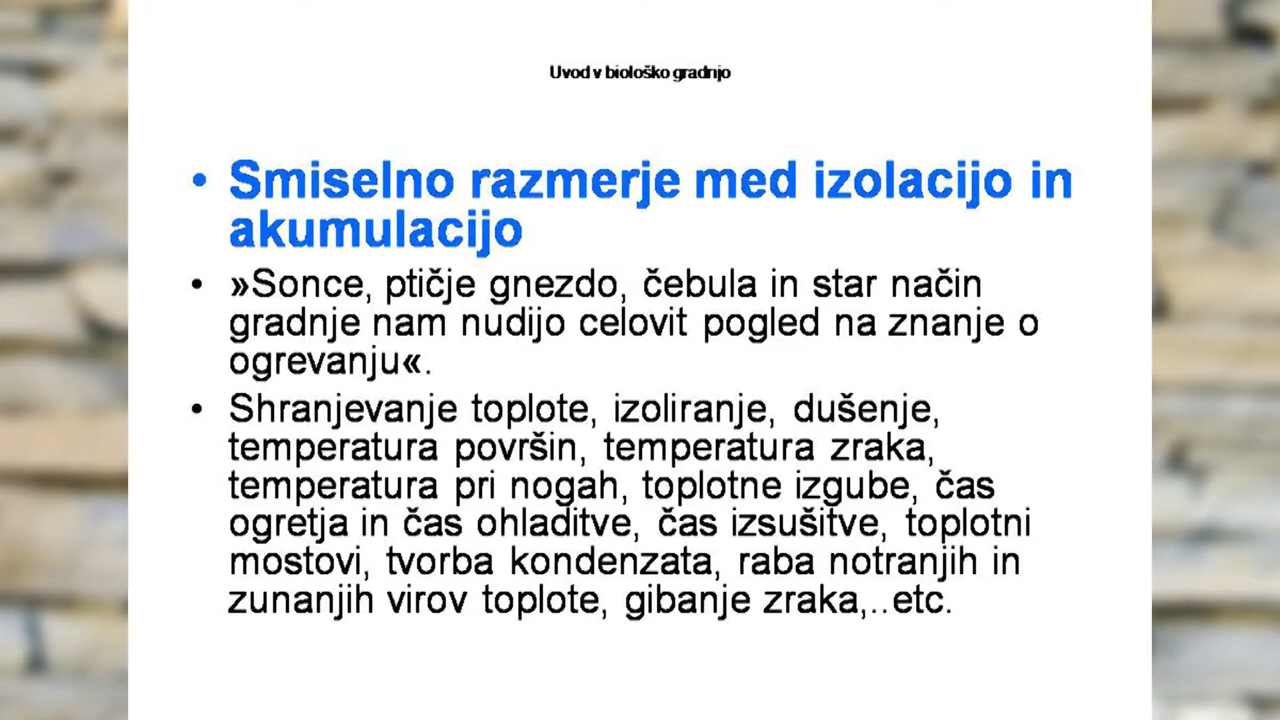 Uvod v biološko gradnjo
• Smiselno razmerje med izolacijo in
akumulacijo
• »Sonce, ptičje gnezdo, čebula in star način
gradnje nam nudijo celovit pogled na znanje o
ogrevanju«.
• Shranjevanje toplote, izoliranje, dušenje,
temperatura površin, temperatura zraka,
temperatura pri nogah, toplotne izgube, čas
ogretja in čas ohladitve, čas izsušitve, toplotni
mostovi, tvorba kondenzata, raba notranjih in
zunanjih virov toplote, gibanje zraka,..etc.